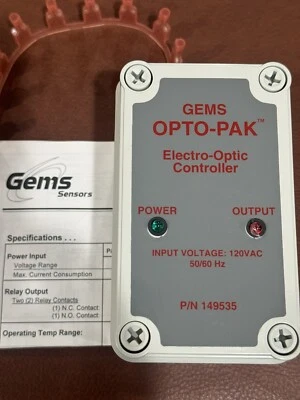 GEMS
OPTO-PAK™
Electro-Optic
Controller
POWER
OUTPUT
INPUT VOLTAGE: 120VAC
50/60 Hz
P/N 149535
Gems
Sensors
Specifications . . .
Power Input
Voltage Range
Max. Current Consumption
Relay Output
Two (2) Relay Contacts
(1) N.C. Contact
(1) N.O. Contact
Operating Temp Range: